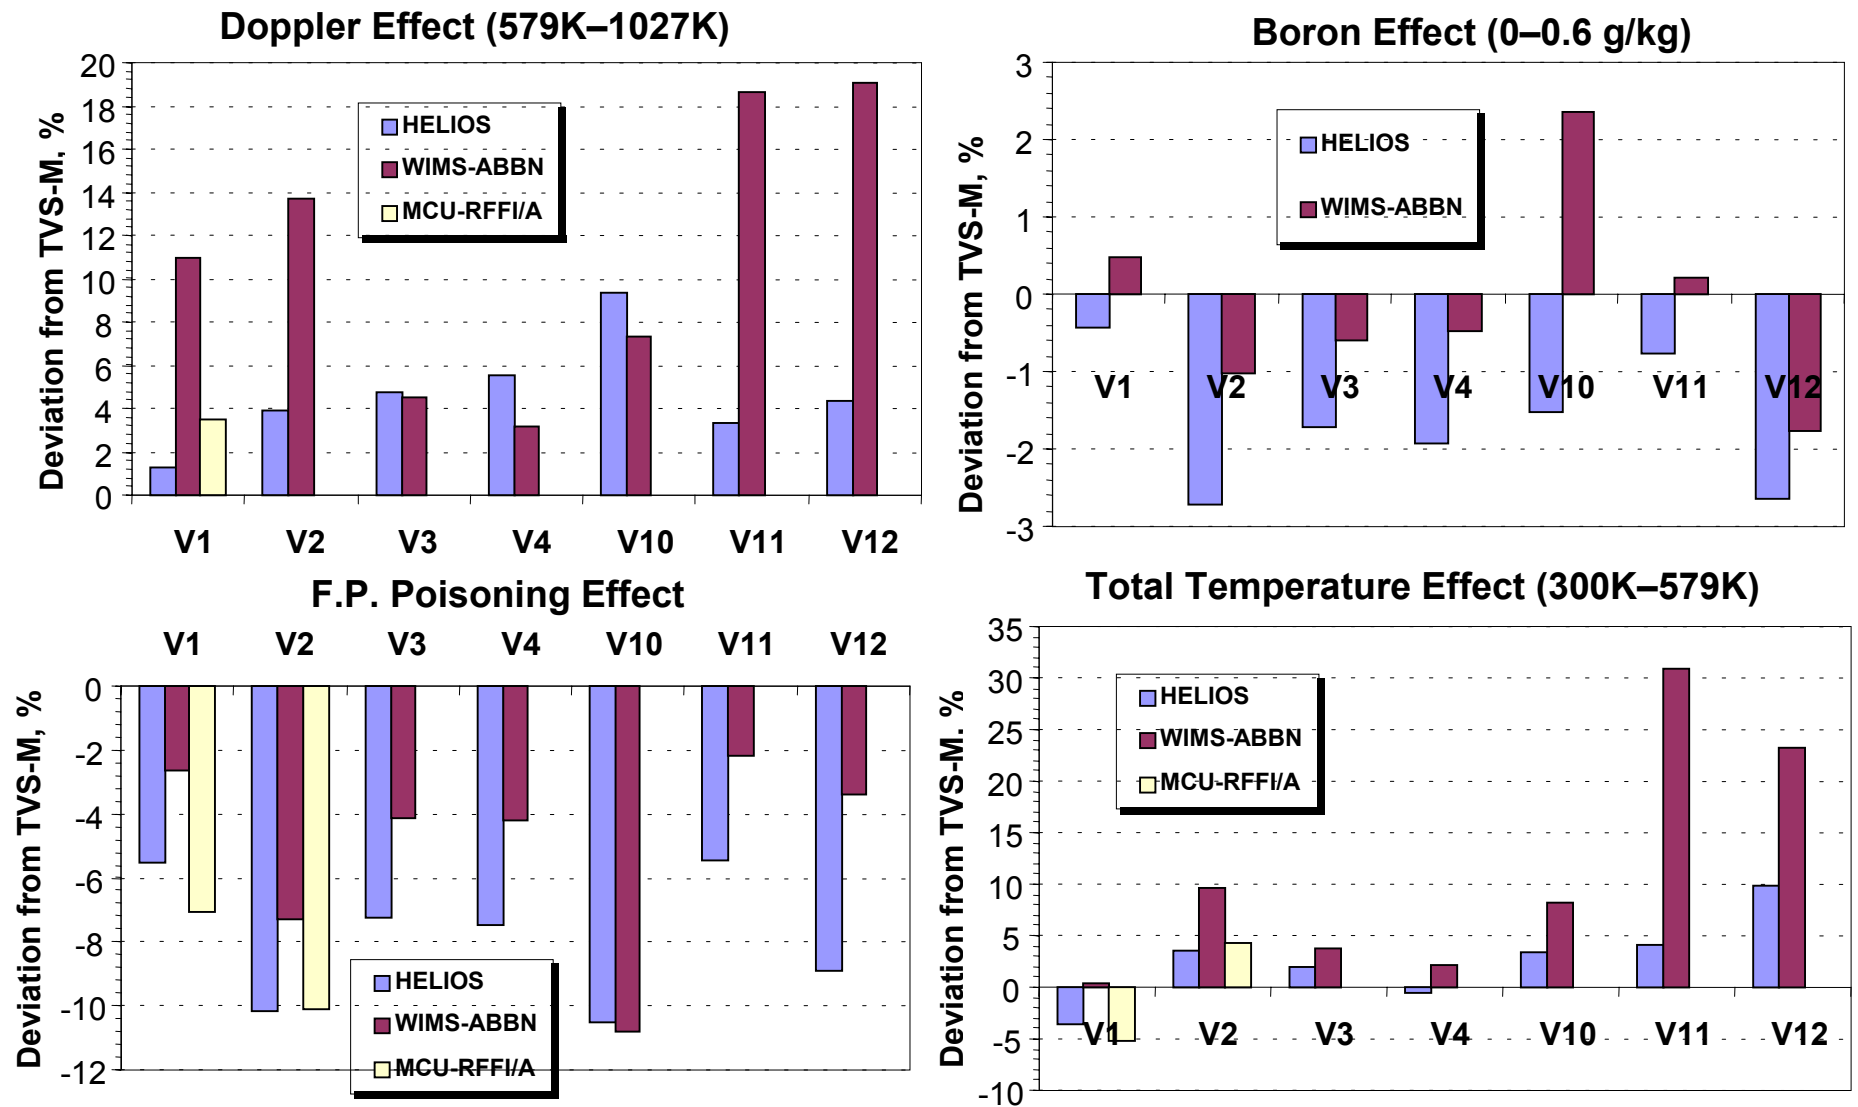 Doppler Effect (579K–1027K)
Deviation from TVS-M, %
20
18
16
14
12
10
8
6
4
2
0
HELIOS
WIMS-ABBN
MCU-RFFI/A
V1 V2 V3 V4 V10 V11 V12
Boron Effect (0–0.6 g/kg)
Deviation from TVS-M, %
3
2
1
0
-1
-2
-3
HELIOS
WIMS-ABBN
V1 V2 V3 V4 V10 V11 V12
F.P. Poisoning Effect
V1 V2 V3 V4 V10 V11 V12
Deviation from TVS-M, %
0
-2
-4
-6
-8
-10
-12
HELIOS
WIMS-ABBN
MCU-RFFI/A
Total Temperature Effect (300K–579K)
Deviation from TVS-M. %
35
30
25
20
15
10
5
0
-5
-10
HELIOS
WIMS-ABBN
MCU-RFFI/A
V1 V2 V3 V4 V10 V11 V12